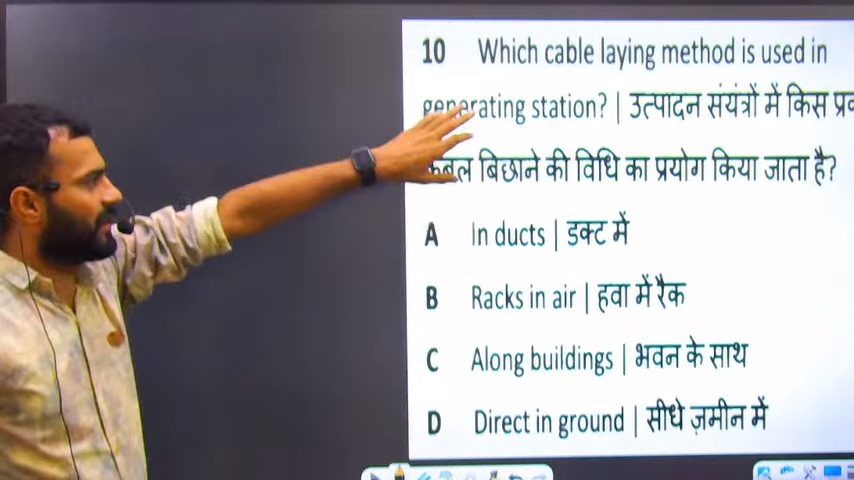 10 Which cable laying method is used in
generating station? | उत्पादन संयंत्रों में किस
बिछाने की विधि का प्रयोग किया जाता है?
A In ducts | डक्ट में
B Racks in air | हवा में रैक
C Along buildings | भवन के साथ
D Direct in ground | सीधे ज़मीन में